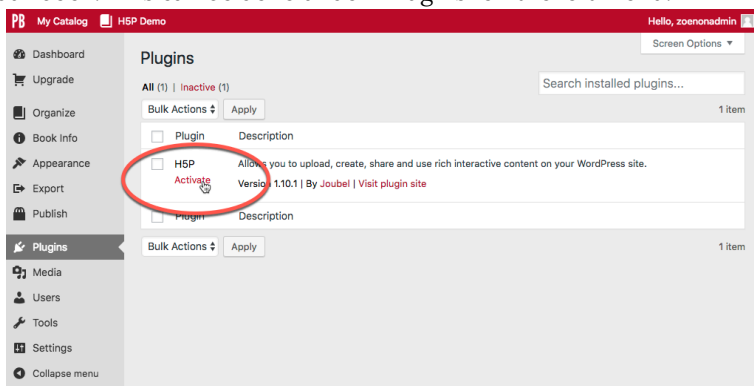 PB My Catalog H5P Demo Hello, zoenonadmin
Screen Options ▼
Dashboard
Upgrade
Organize
Book Info
Appearance
Export
Publish
Plugins
Media
Users
Tools
Settings
Collapse menu
Plugins
All (1) | Inactive (1)
Search installed plugins...
Bulk Actions Apply 1 item
Plugin Description
H5P Allows you to upload, create, share and use rich interactive content on your WordPress site.
Activate Version 1.10.1 | By Joubel | Visit plugin site
Plugin Description
Bulk Actions Apply 1 item